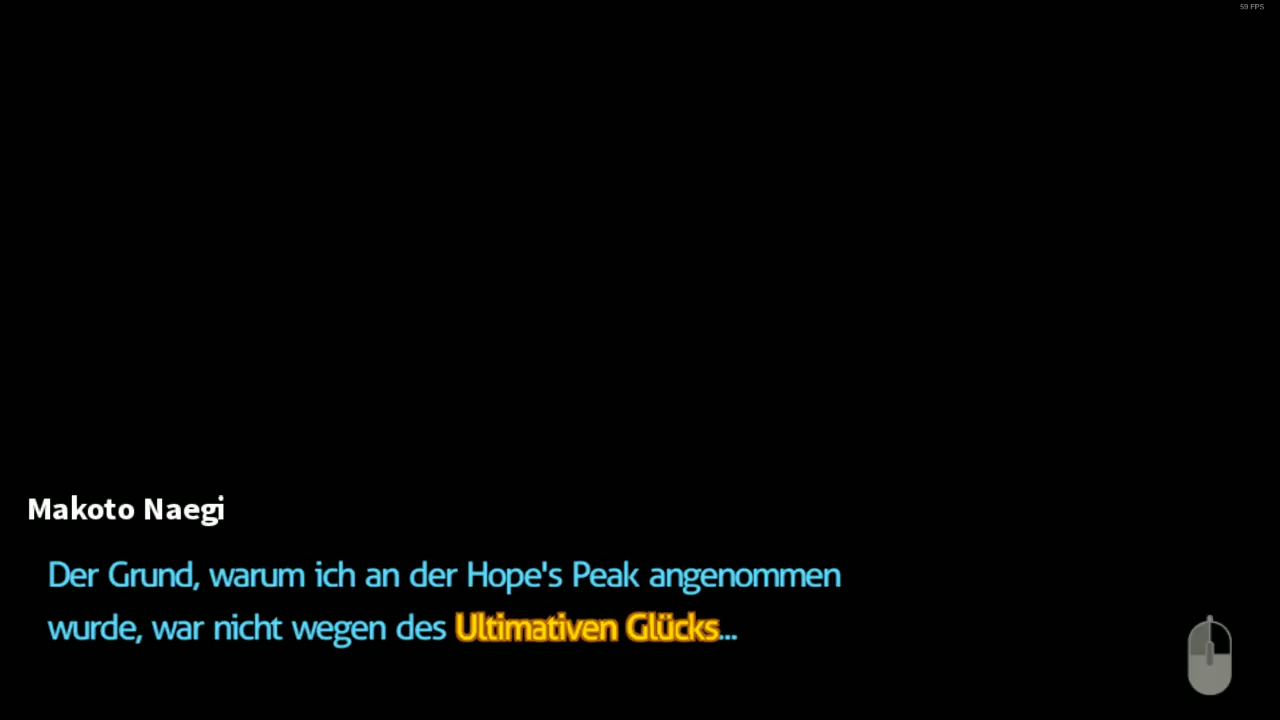 59 FPS
Makoto Naegi
Der Grund, warum ich an der Hope's Peak angenommen
wurde, war nicht wegen des Ultimativen Glücks...